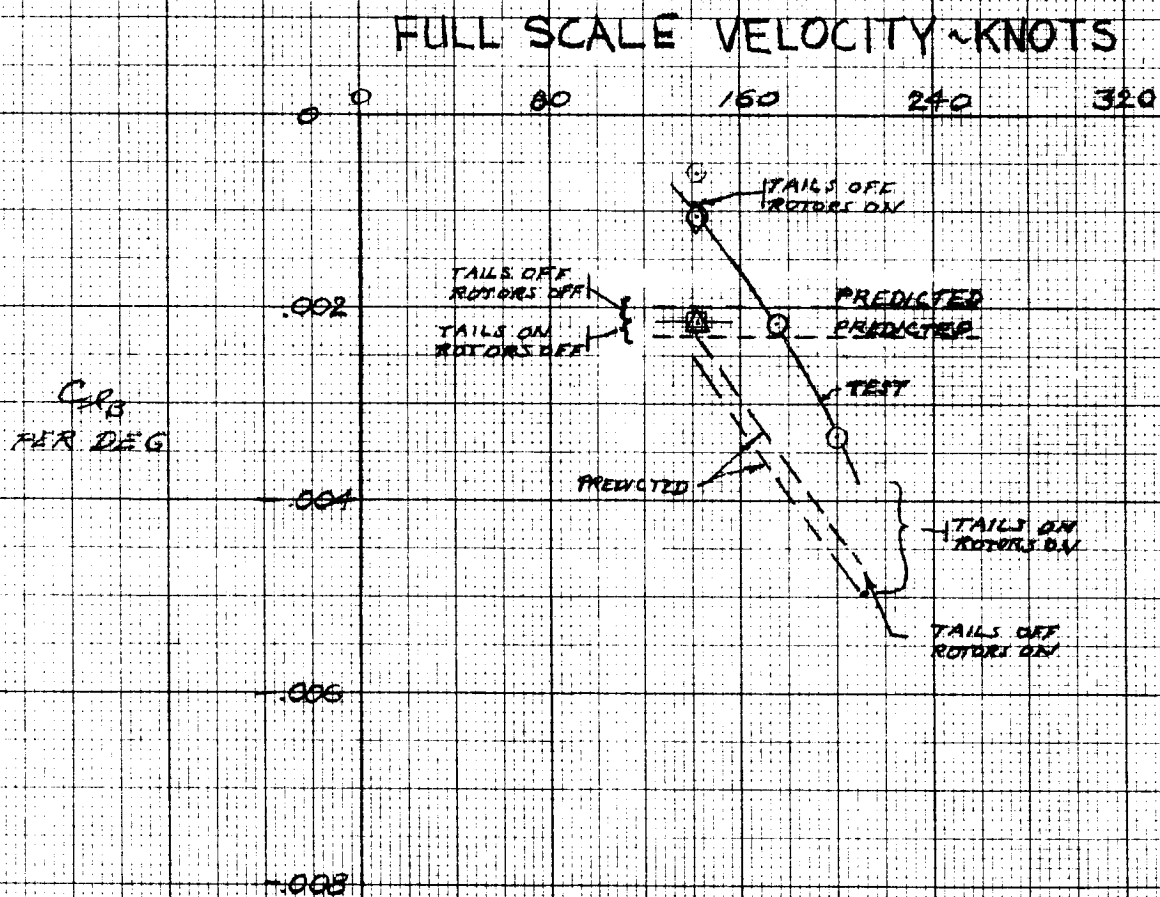 FULL SCALE VELOCITY ~ KNOTS
0 80 160 240 320
0
TAILS OFF
ROTORS ON
TAILS OFF
ROTORS OFF
-.002
PREDICTED
PREDICTED
TAILS ON
ROTORS OFF
TEST
Clβ
PER DEG
PREDICTED
-.004
TAILS ON
ROTORS ON
TAILS OFF
ROTORS ON
-.006
-.008